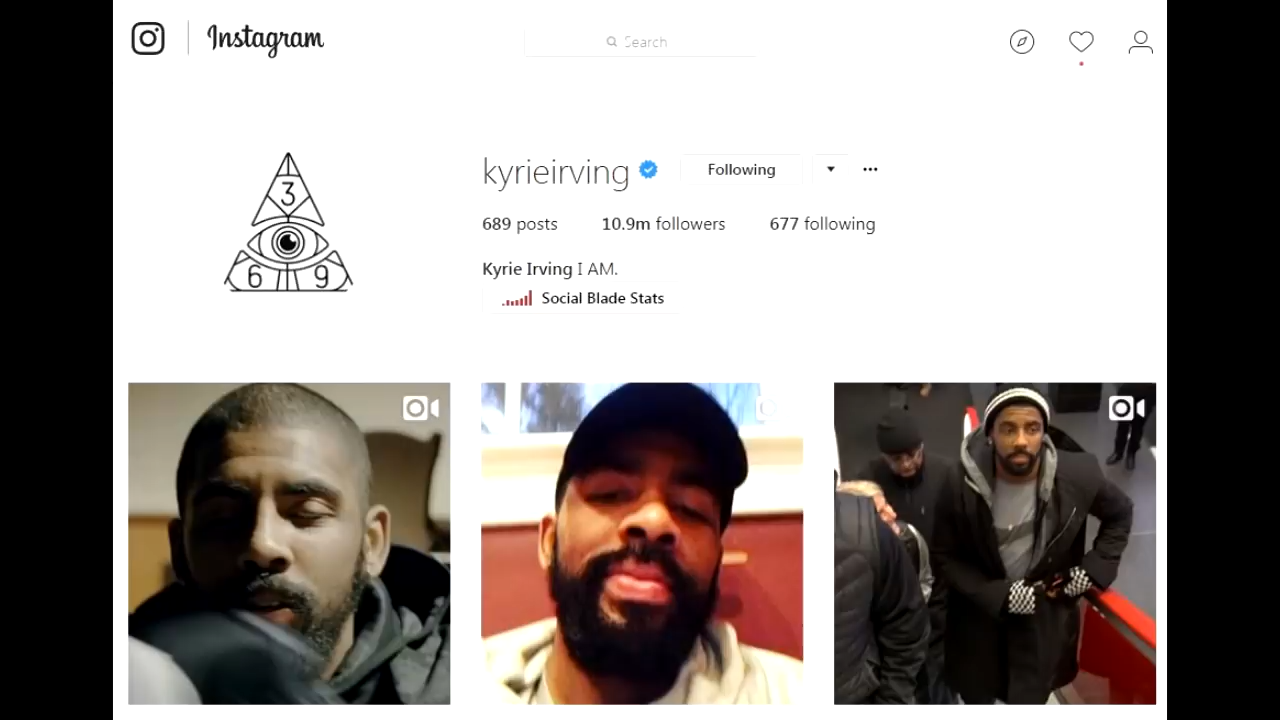 Instagram
Search
kyrieirving Following
689 posts 10.9m followers 677 following
Kyrie Irving I AM.
Social Blade Stats
3
6 9